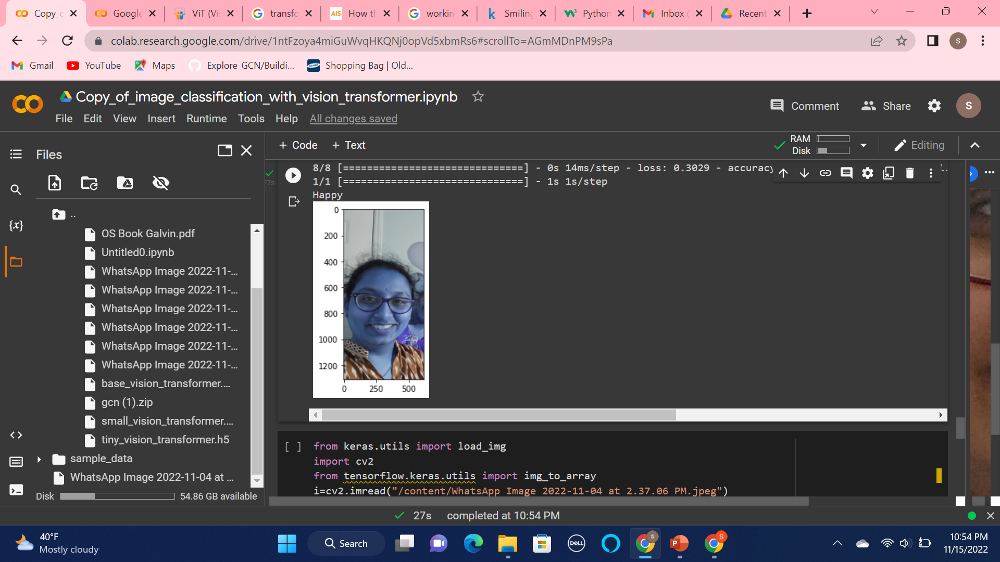 Copy_c
Google
ViT (Vi
transfo
AIS
How th
workin
Smiling
Python
Inbox (
Recent
colab.research.google.com/drive/1ntFzoya4miGuWvqHKQNj0opVd5xbmRs6#scrollTo=AGmMDnPM9sPa
s
Gmail
YouTube
Maps
Explore_GCN/Buildi...
Shopping Bag | Old...
Copy_of_image_classification_with_vision_transformer.ipynb
Comment
Share
S
File Edit View Insert Runtime Tools Help All changes saved
Files
+ Code + Text
RAM
Disk
Editing
27s
8/8 [==============================] - 0s 14ms/step - loss: 0.3029 - accuracy
1/1 [==============================] - 1s 1s/step
Happy
0
200
400
600
800
1000
1200
0 250 500
{x}
..
OS Book Galvin.pdf
Untitled0.ipynb
WhatsApp Image 2022-11-...
WhatsApp Image 2022-11-...
WhatsApp Image 2022-11-...
WhatsApp Image 2022-11-...
WhatsApp Image 2022-11-...
WhatsApp Image 2022-11-...
base_vision_transformer....
gcn (1).zip
small_vision_transformer....
tiny_vision_transformer.h5
sample_data
WhatsApp Image 2022-11-04 at ...
Disk 54.86 GB available
[ ] from keras.utils import load_img
import cv2
from tensorflow.keras.utils import img_to_array
i=cv2.imread("/content/WhatsApp Image 2022-11-04 at 2.37.06 PM.jpeg")
27s completed at 10:54 PM
40°F
Mostly cloudy
Search
DELL
10:54 PM
11/15/2022